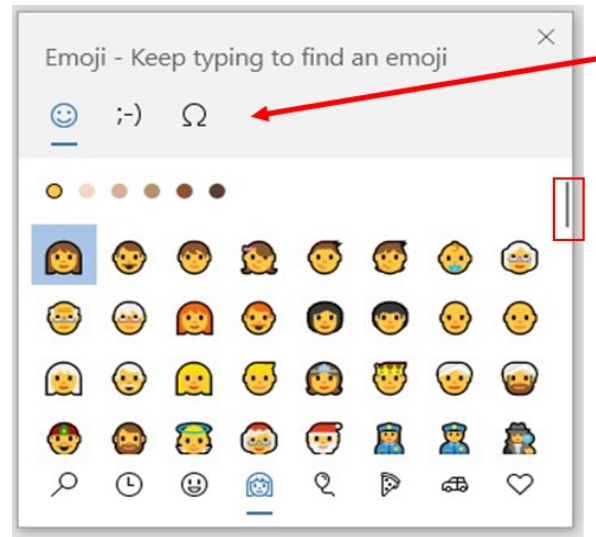 Emoji - Keep typing to find an emoji
;-) Ω